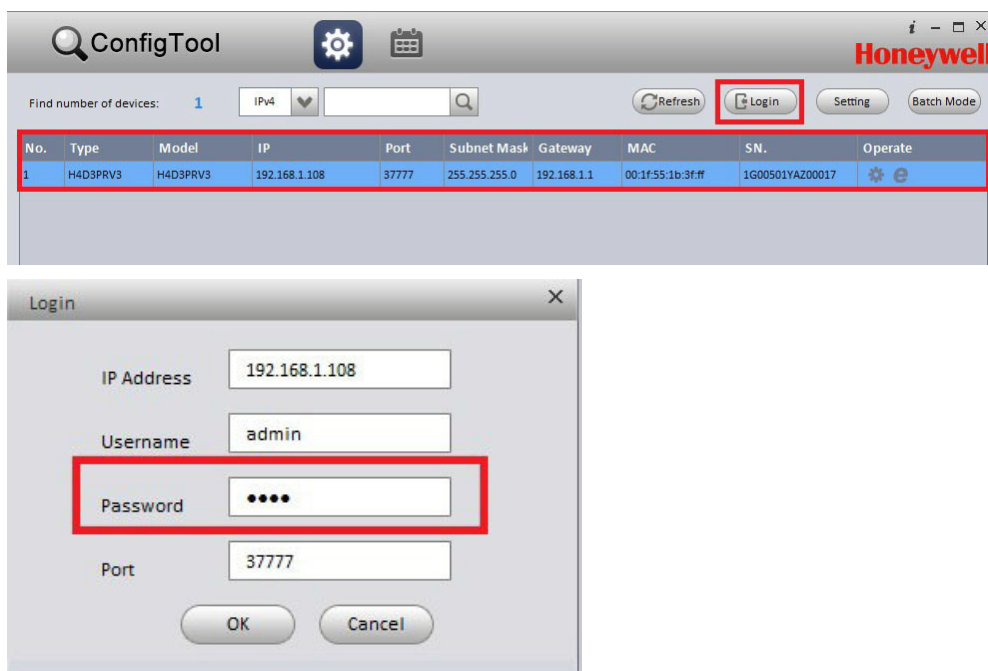 ConfigTool
Honeywell
Find number of devices: 1 IPv4 Refresh Login Setting Batch Mode
No. Type Model IP Port Subnet Mask Gateway MAC SN. Operate
1 H4D3PRV3 H4D3PRV3 192.168.1.108 37777 255.255.255.0 192.168.1.1 00:1f:55:1b:3f:ff 1G00501YAZ00017
Login
IP Address 192.168.1.108
Username admin
Password ••••
Port 37777
OK Cancel